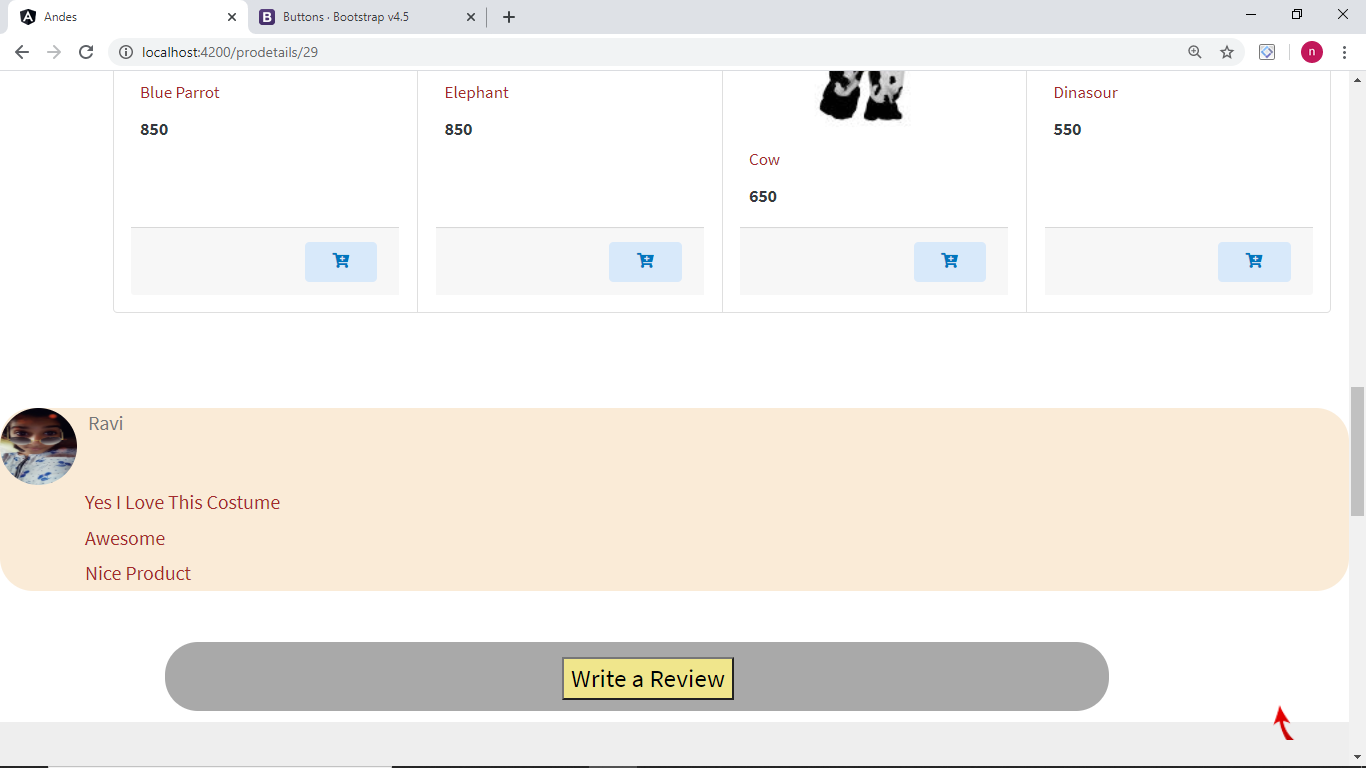 Andes
Buttons · Bootstrap v4.5
localhost:4200/prodetails/29
n
Blue Parrot
Elephant
Dinasour
850
850
550
Cow
650
Ravi
Yes I Love This Costume
Awesome
Nice Product
Write a Review